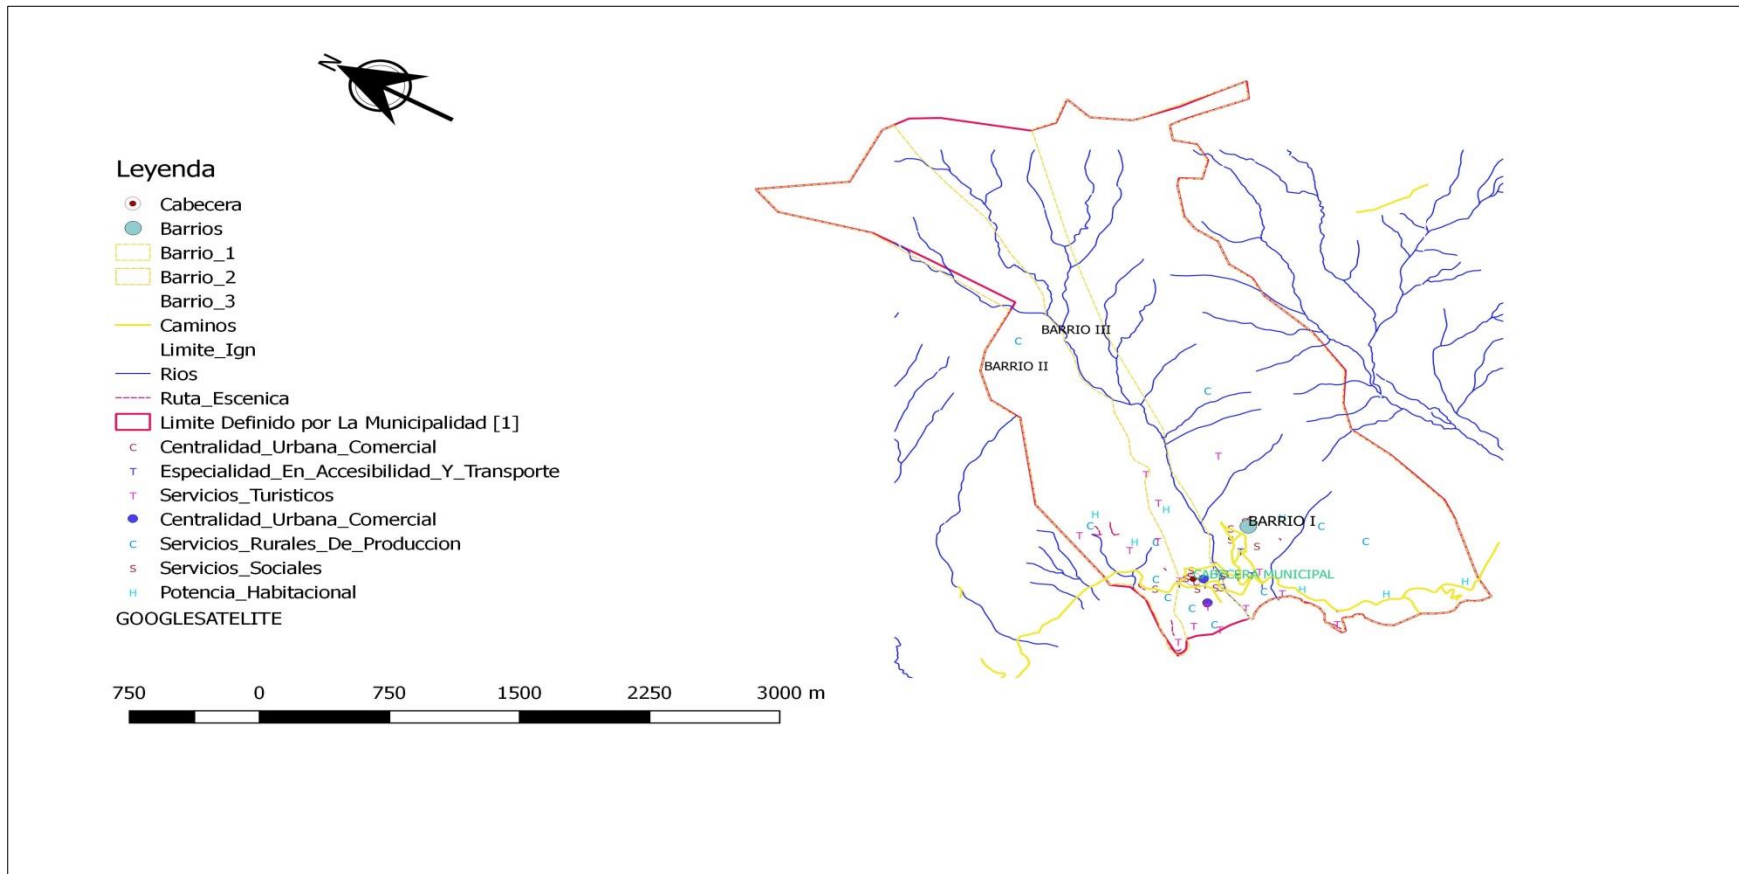 N
Leyenda
Cabecera
Barrios
Barrio_1
Barrio_2
Barrio_3
Caminos
Limite_Ign
Rios
Ruta_Escenica
Limite Definido por La Municipalidad [1]
C Centralidad_Urbana_Comercial
T Especialidad_En_Accesibilidad_Y_Transporte
T Servicios_Turisticos
Centralidad_Urbana_Comercial
C Servicios_Rurales_De_Produccion
S Servicios_Sociales
H Potencia_Habitacional
GOOGLESATELITE
750 0 750 1500 2250 3000 m
BARRIO III
BARRIO II
BARRIO I
CABECERA MUNICIPAL